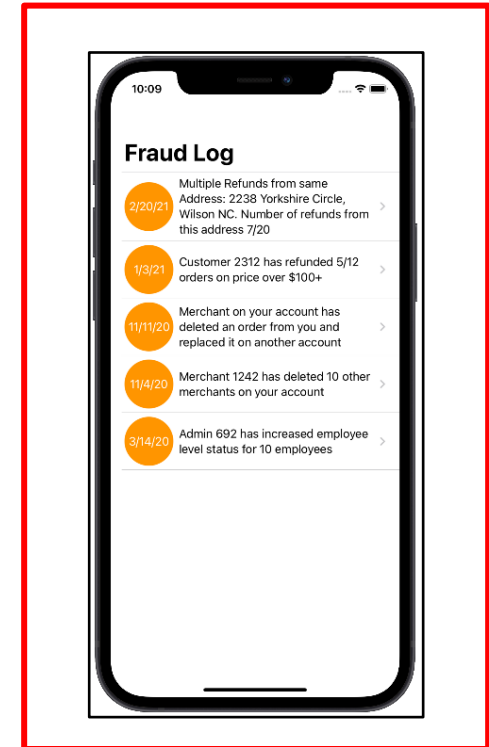 10:09
Fraud Log
2/20/21
Multiple Refunds from same
Address: 2238 Yorkshire Circle,
Wilson NC. Number of refunds from
this address 7/20
1/3/21
Customer 2312 has refunded 5/12
orders on price over $100+
11/11/20
Merchant on your account has
deleted an order from you and
replaced it on another account
11/4/20
Merchant 1242 has deleted 10 other
merchants on your account
3/14/20
Admin 692 has increased employee
level status for 10 employees